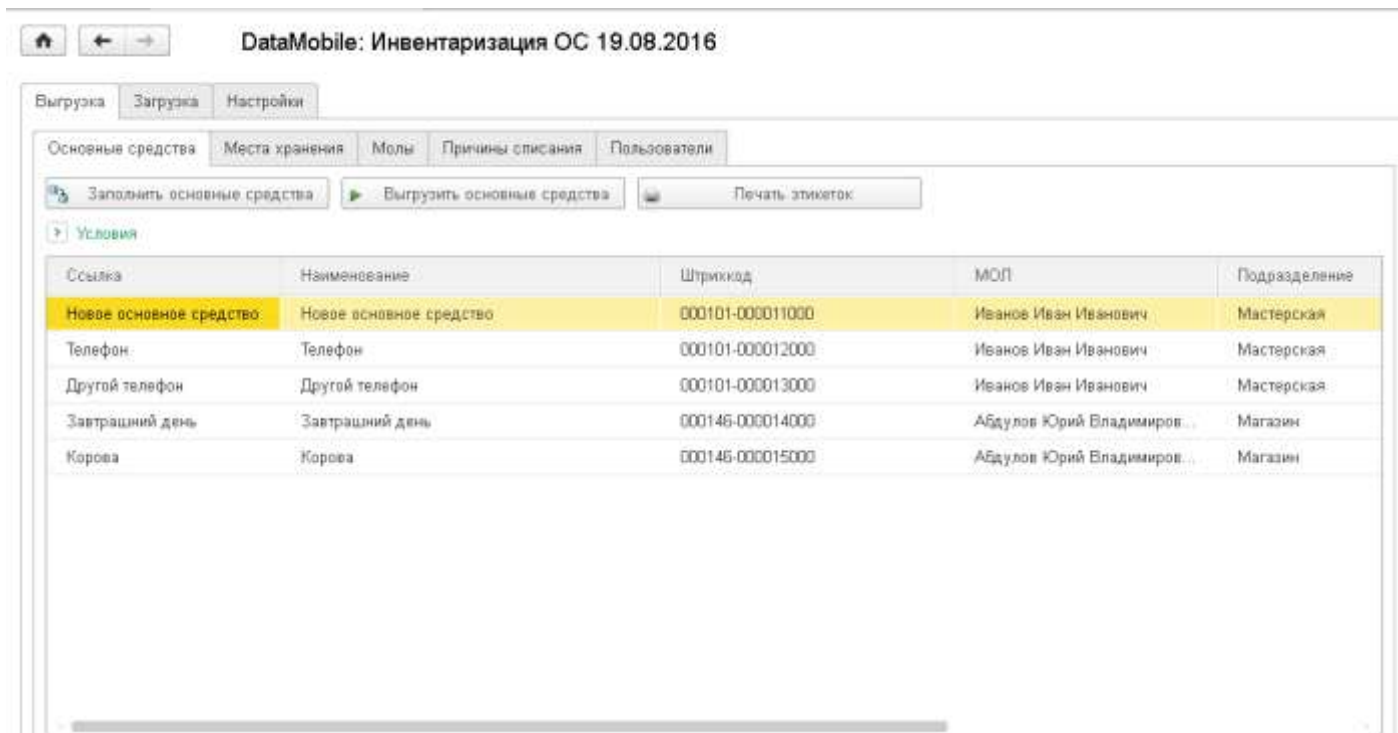 DataMobile: Инвентаризация ОС 19.08.2016
Выгрузка Загрузка Настройки
Основные средства Места хранения Молы Причины списания Пользователи
Заполнить основные средства Выгрузить основные средства Печать этикеток
Условия
Ссылка Наименование Штрихкод МОЛ Подразделение
Новое основное средство Новое основное средство 000101-000011000 Иванов Иван Иванович Мастерская
Телефон Телефон 000101-000012000 Иванов Иван Иванович Мастерская
Другой телефон Другой телефон 000101-000013000 Иванов Иван Иванович Мастерская
Завтрашний день Завтрашний день 000146-000014000 Абдулов Юрий Владимиров... Магазин
Корова Корова 000146-000015000 Абдулов Юрий Владимиров... Магазин